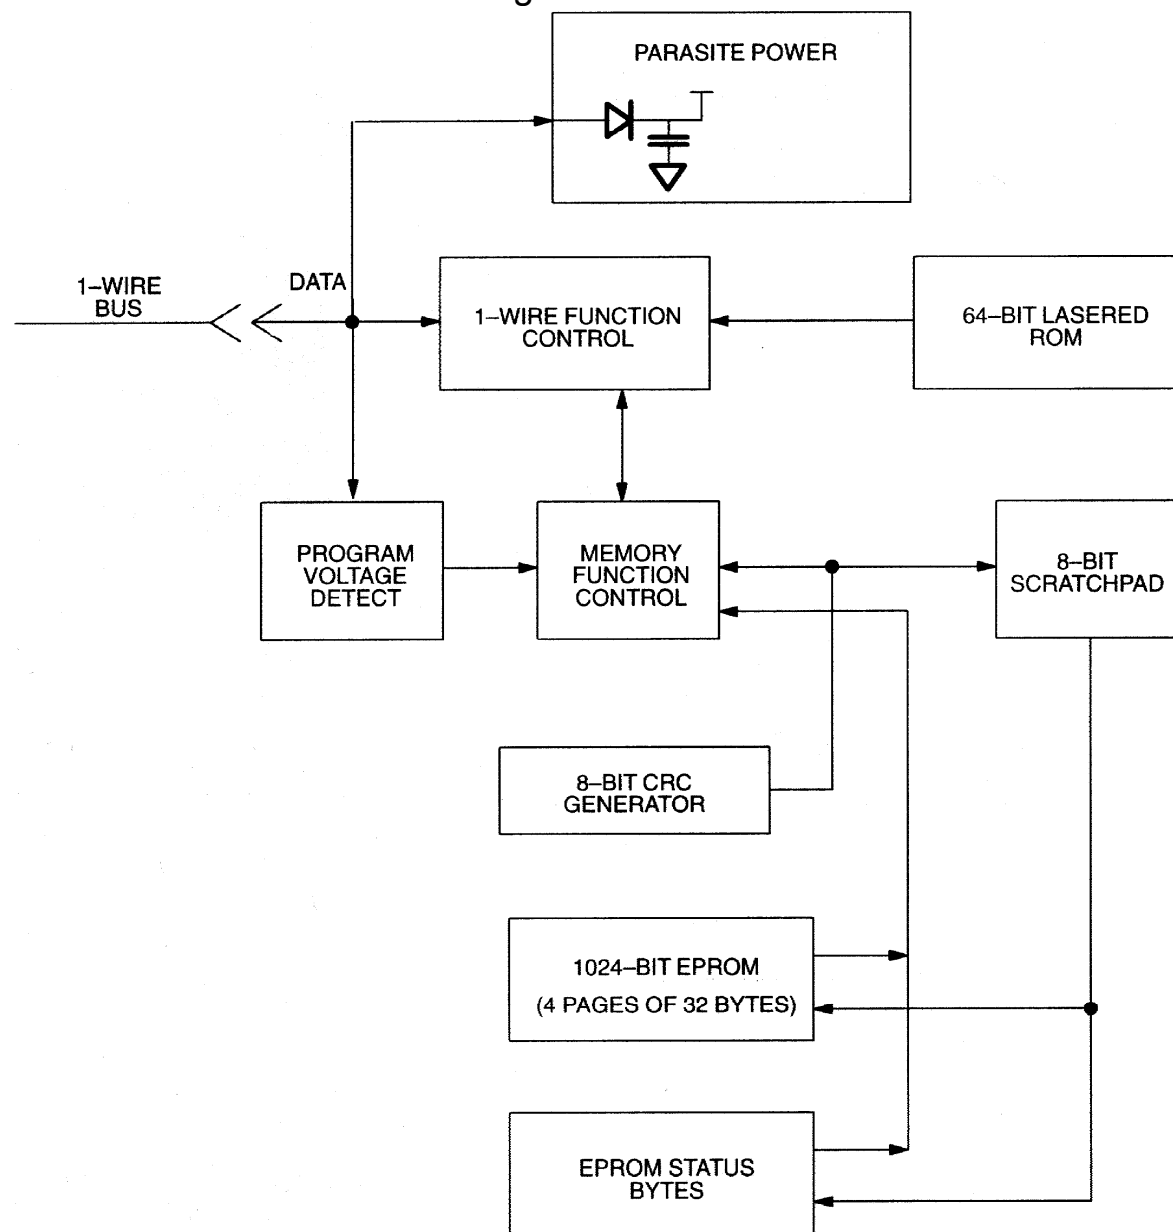 PARASITE POWER
1–WIRE
BUS
DATA
1–WIRE FUNCTION
CONTROL
64–BIT LASERED
ROM
PROGRAM
VOLTAGE
DETECT
MEMORY
FUNCTION
CONTROL
8–BIT
SCRATCHPAD
8–BIT CRC
GENERATOR
1024–BIT EPROM
(4 PAGES OF 32 BYTES)
EPROM STATUS
BYTES